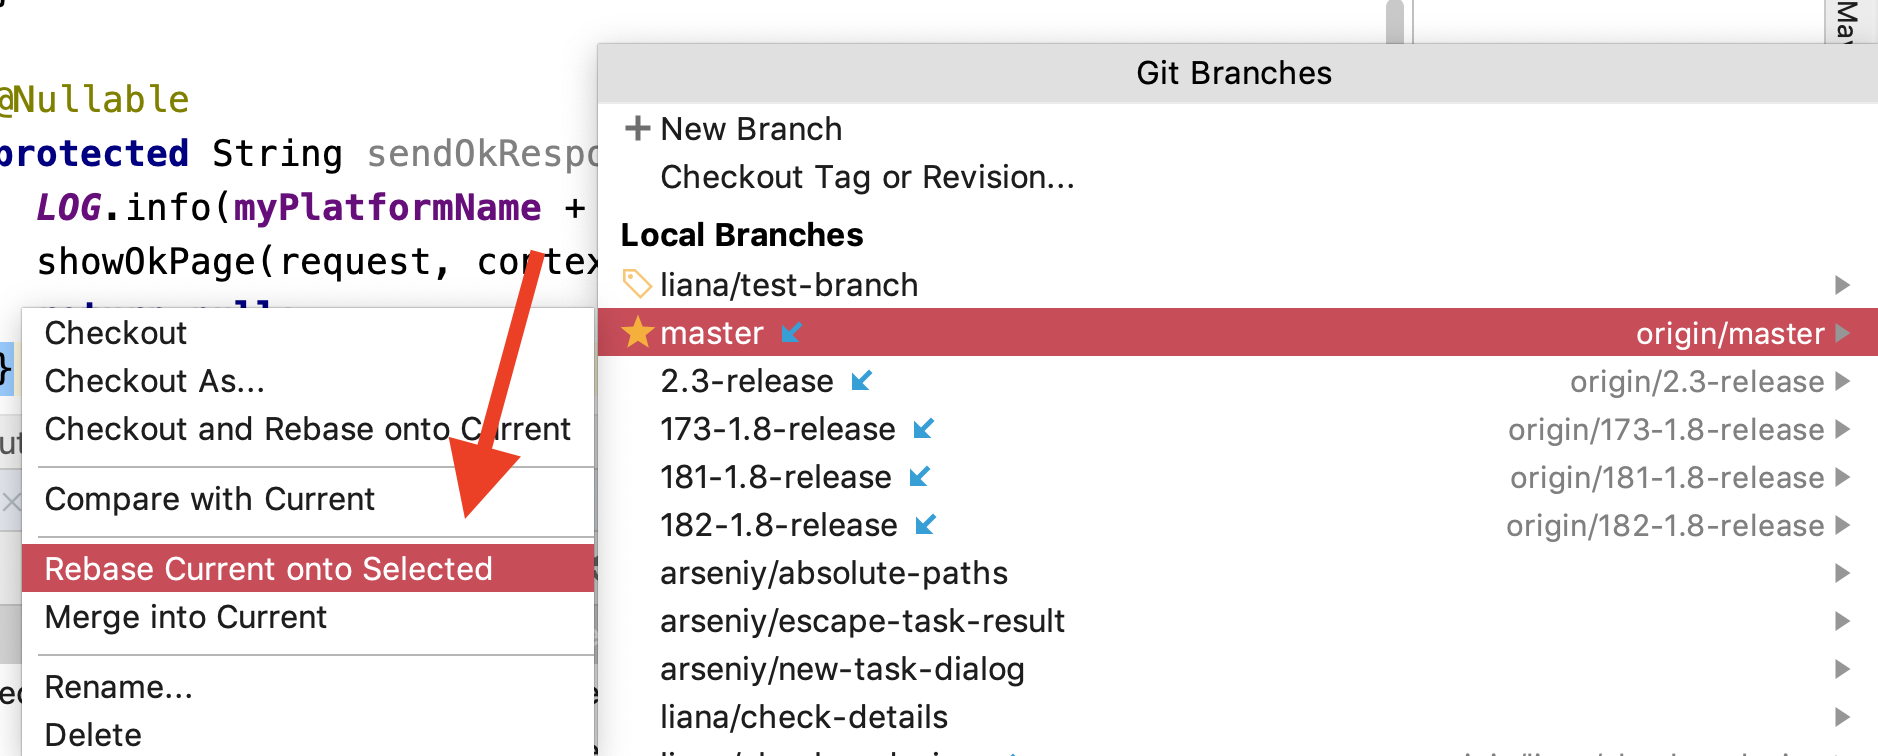 @Nullable
protected String sendOkRespo
LOG.info(myPlatformName +
showOkPage(request, contex
}
Checkout
Checkout As...
Checkout and Rebase onto Current
Compare with Current
Rebase Current onto Selected
Merge into Current
Rename...
Delete
Git Branches
New Branch
Checkout Tag or Revision...
Local Branches
liana/test-branch
master origin/master
2.3-release origin/2.3-release
173-1.8-release origin/173-1.8-release
181-1.8-release origin/181-1.8-release
182-1.8-release origin/182-1.8-release
arseniy/absolute-paths
arseniy/escape-task-result
arseniy/new-task-dialog
liana/check-details